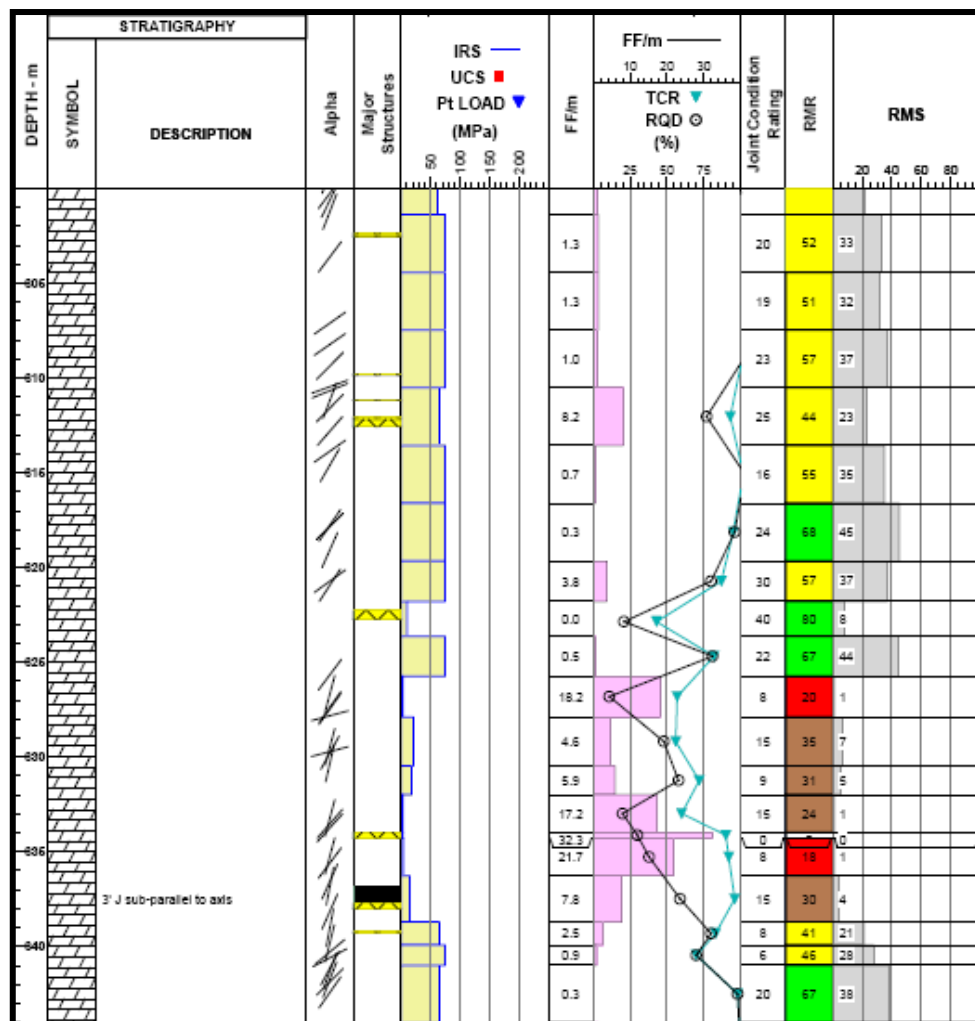 STRATIGRAPHY
DEPTH - m
SYMBOL
DESCRIPTION
Alpha
Major Structures
IRS
UCS
Pt LOAD
(MPa)
50 100 150 200
FF/m
FF/m
10 20 30
TCR
RQD
(%)
25 50 75
Joint Condition Rating
RMR
RMS
20 40 60 80
1.3 20 52 33
606
1.3 19 51 32
1.0 23 57 37
610
8.2 25 44 23
616
0.7 16 55 35
0.3 24 68 45
620
3.8 30 57 37
0.0 40 80 8
0.5 22 67 44
626
18.2 8 20 1
4.6 15 35 7
630
5.9 9 31 5
17.2 15 24 1
32.3 0 0
636
21.7 8 18 1
3' J sub-parallel to axis
7.8 15 30 4
2.5 8 41 21
640
0.9 6 46 28
0.3 20 67 38